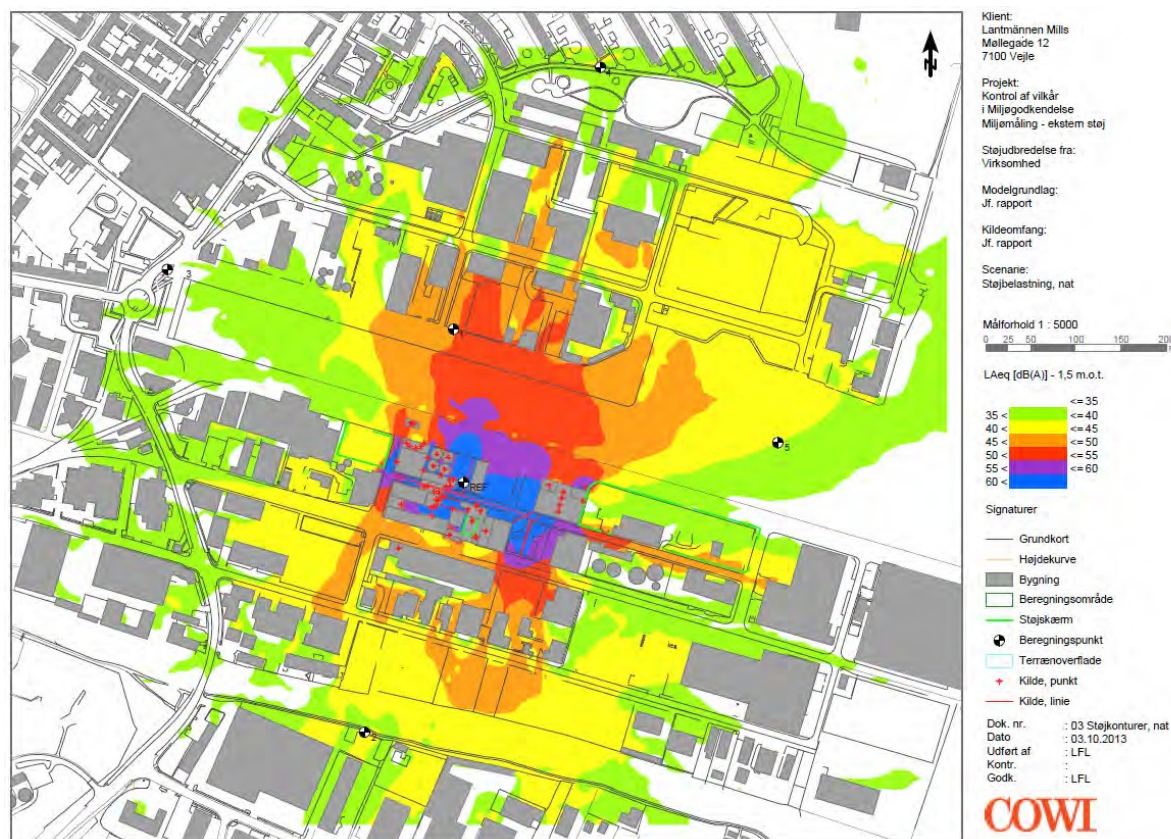 Klient:
Lantmännen Mills
Møllegade 12
7100 Vejle
Projekt:
Kontrol af vilkår
i Miljøgodkendelse
Miljømåling - ekstern støj
Støjudbredelse fra:
Virksomhed
Modelgrundlag:
Jf. rapport
Kildeomfang:
Jf. rapport
Scenarie:
Støjbelastning, nat
Målforhold 1 : 5000
0 25 50 100 150 200
LAeq [dB(A)] - 1,5 m.o.t.
<= 35
35 < <= 40
40 < <= 45
45 < <= 50
50 < <= 55
55 < <= 60
60 <
Signaturer
Grundkort
Højdekurve
Bygning
Beregningsområde
Støjskærm
Beregningspunkt
Terrænoverflade
Kilde, punkt
Kilde, linie
Dok. nr. : 03 Støjkonturer, nat
Dato : 03.10.2013
Udført af : LFL
Kontr. :
Godk. : LFL
COWI
N
4
3
1
5
REF
2